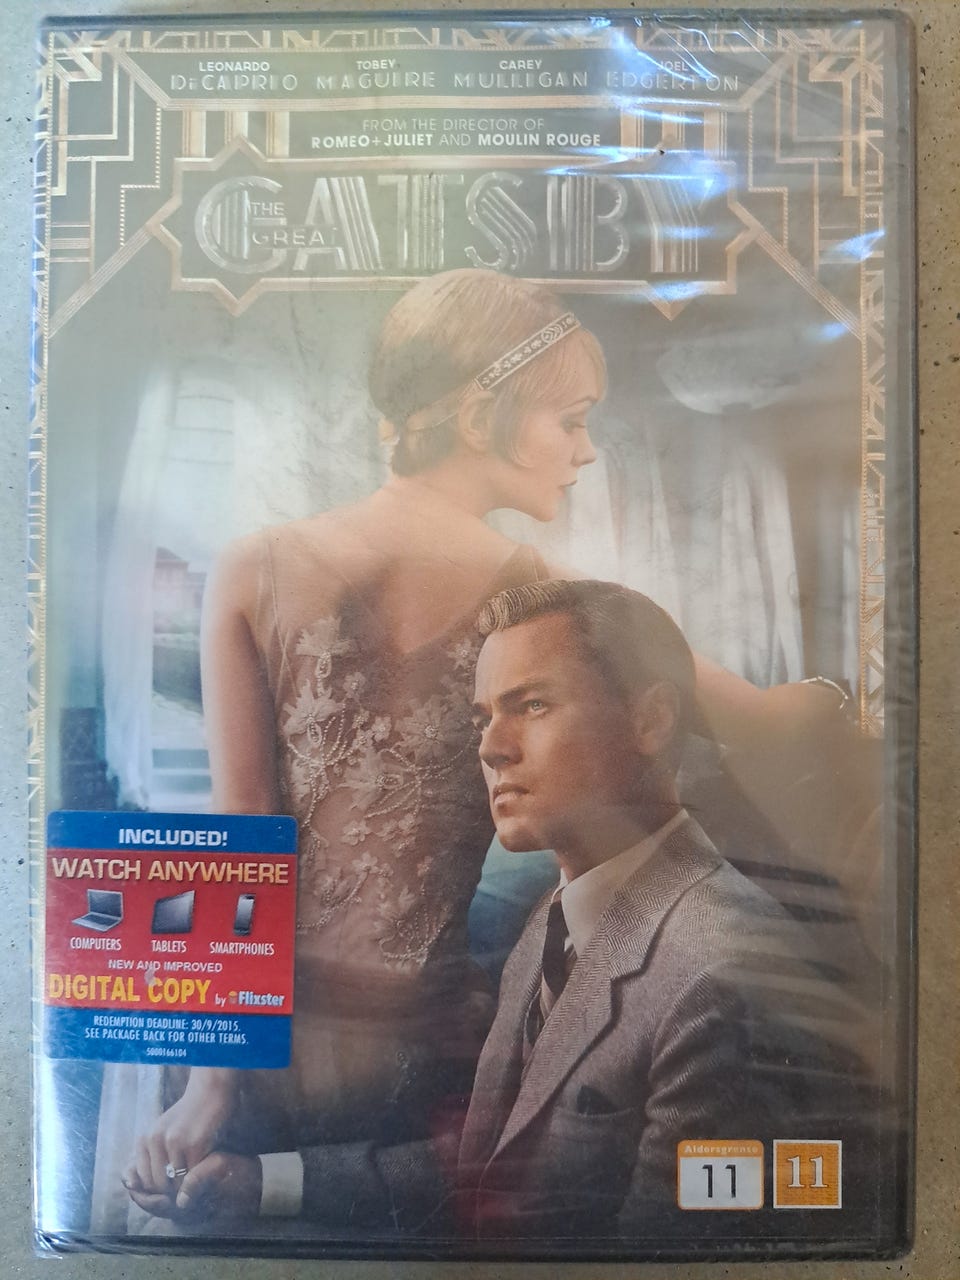 LEONARDO DiCAPRIO TOBEY MAGUIRE CAREY MULLIGAN JOEL EDGERTON
FROM THE DIRECTOR OF
ROMEO+JULIET AND MOULIN ROUGE
THE GREAT GATSBY
INCLUDED!
WATCH ANYWHERE
COMPUTERS TABLETS SMARTPHONES
NEW AND IMPROVED
DIGITAL COPY by Flixster
REDEMPTION DEADLINE: 30/9/2015.
SEE PACKAGE BACK FOR OTHER TERMS.
5000166104
Aldersgrense
11 11